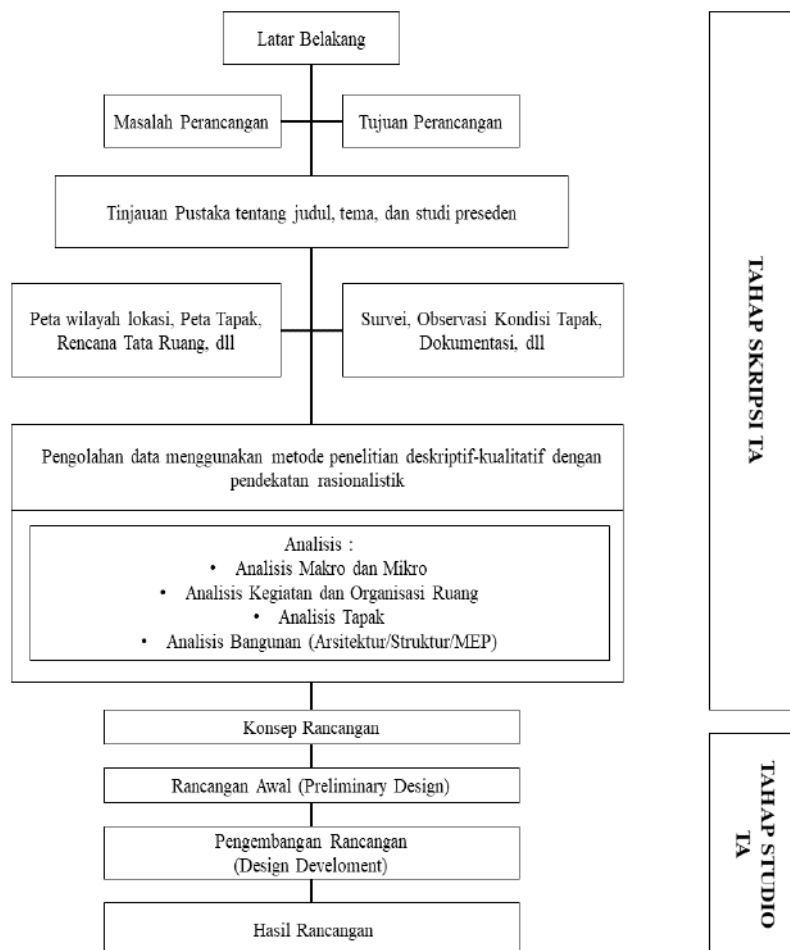 Latar Belakang
Masalah Perancangan
Tujuan Perancangan
Tinjauan Pustaka tentang judul, tema, dan studi preseden
Peta wilayah lokasi, Peta Tapak,
Rencana Tata Ruang, dll
Survei, Observasi Kondisi Tapak,
Dokumentasi, dll
Pengolahan data menggunakan metode penelitian deskriptif-kualitatif dengan
pendekatan rasionalistik
Analisis :
• Analisis Makro dan Mikro
• Analisis Kegiatan dan Organisasi Ruang
• Analisis Tapak
• Analisis Bangunan (Arsitektur/Struktur/MEP)
Konsep Rancangan
Rancangan Awal (Preliminary Design)
Pengembangan Rancangan
(Design Develoment)
Hasil Rancangan
TAHAP SKRIPSI TA
TAHAP STUDIO
TA